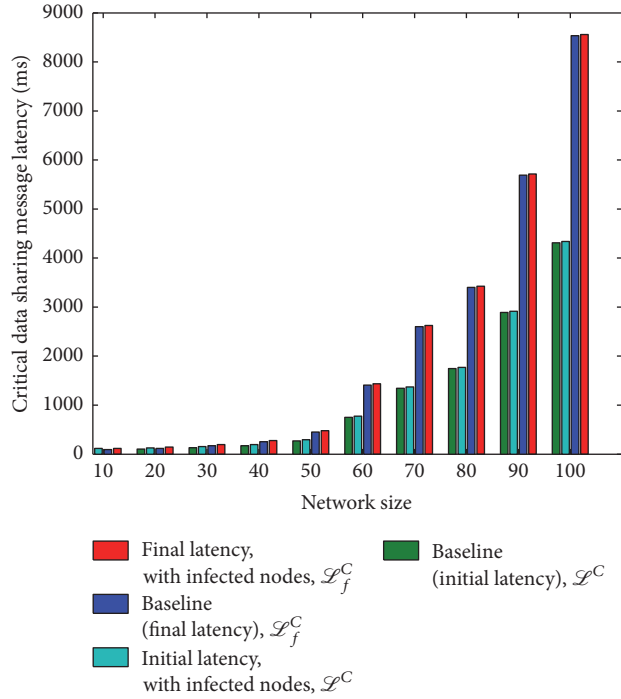 9000
8000
7000
6000
5000
4000
3000
2000
1000
0
Critical data sharing message latency (ms)
10 20 30 40 50 60 70 80 90 100
Network size
Final latency,
with infected nodes, ℒ_f^C
Baseline
(final latency), ℒ_f^C
Initial latency,
with infected nodes, ℒ^C
Baseline
(initial latency), ℒ^C